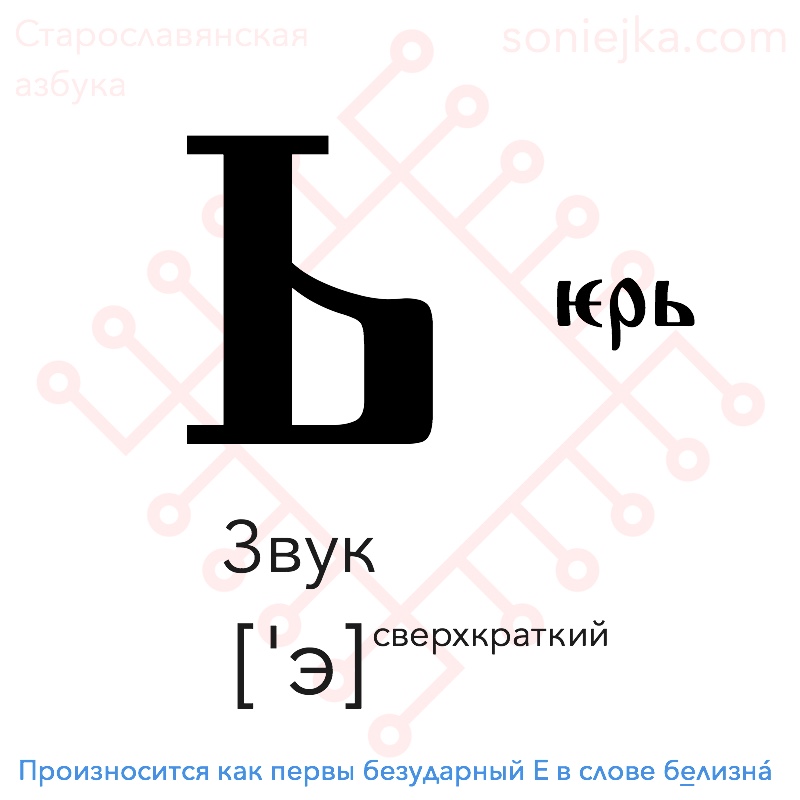 Старославянская
азбука
soniejka.com
Ь
ѥрь
Звук
['э] сверхкраткий
Произносится как первы безударный Е в слове белизна́